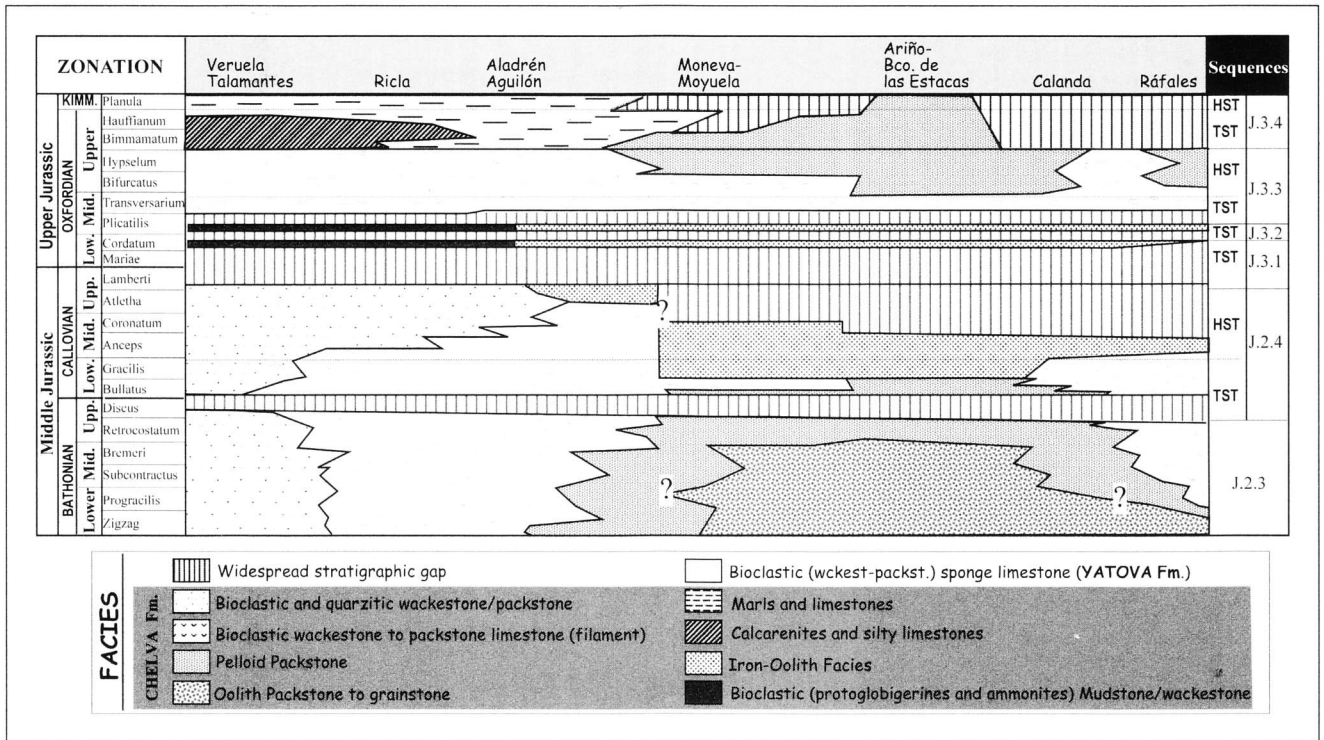 ZONATION
Veruela
Talamantes
Ricla
Aladrén
Aguilón
Moneva-
Moyuela
Ariño-
Bco. de
las Estacas
Calanda
Ráfales
Sequences
Upper Jurassic
Middle Jurassic
KIMM.
OXFORDIAN
CALLOVIAN
BATHONIAN
Upper
Mid.
Low.
Upp.
Mid.
Low.
Upp.
Mid.
Lower
Planula
Hauffianum
Bimmamatum
Hypselum
Bifurcatus
Transversarium
Plicatilis
Cordatum
Mariae
Lamberti
Atletha
Coronatum
Anceps
Gracilis
Bullatus
Discus
Retrocostatum
Bremeri
Subcontractus
Progracilis
Zigzag
?
?
?
HST
TST
J.3.4
HST
J.3.3
TST
TST
J.3.2
TST
J.3.1
HST
J.2.4
TST
J.2.3
FACIES
CHELVA Fm.
Widespread stratigraphic gap
Bioclastic and quarzitic wackestone/packstone
Bioclastic wackestone to packstone limestone (filament)
Pelloid Packstone
Oolith Packstone to grainstone
Bioclastic (wckest-packst.) sponge limestone (YATOVA Fm.)
Marls and limestones
Calcarenites and silty limestones
Iron-Oolith Facies
Bioclastic (protoglobigerines and ammonites) Mudstone/wackestone